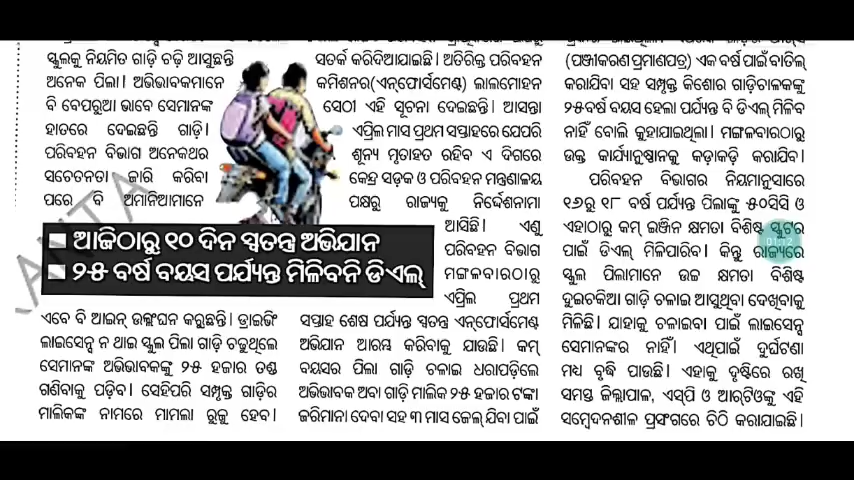 ସ୍କୁଲକୁ ନିୟମିତ ଗାଡ଼ି ଚଢ଼ି ଆସୁଛନ୍ତି
ଅନେକ ପିଲା। ଅଭିଭାବକମାନେ
ବି ବେପରୁଆ ଭାବେ ସେମାନଙ୍କ
ହାତରେ ଦେଇଛନ୍ତି ଗାଡ଼ି।
ପରିବହନ ବିଭାଗ ଅନେକଥର
ସଚେତନତା ଜାରି କରିବା
ପରେ ବି ଅମାନିଆମାନେ
ଆଜିଠାରୁ ୧୦ ଦିନ ସ୍ୱତନ୍ତ୍ର ଅଭିଯାନ
୨୫ ବର୍ଷ ବୟସ ପର୍ଯ୍ୟନ୍ତ ମିଳିବନି ଡିଏଲ୍
ଏବେ ବି ଆଇନ୍ ଉଲ୍ଲଂଘନ କରୁଛନ୍ତି। ଡ୍ରାଇଭିଂ
ଲାଇସେନ୍ସ ନ ଥାଇ ସ୍କୁଲ ପିଲା ଗାଡ଼ି ଚଢୁଥିଲେ
ସେମାନଙ୍କ ଅଭିଭାବକଙ୍କୁ ୨୫ ହଜାର ଦଣ୍ଡ
ଗଣିବାକୁ ପଡ଼ିବ। ସେହିପରି ସମ୍ପୃକ୍ତ ଗାଡ଼ିର
ମାଲିକଙ୍କ ନାମରେ ମାମଲା ରୁଜୁ ହେବ।
ସତର୍କ କରିଦିଆଯାଇଛି। ଅତିରିକ୍ତ ପରିବହନ
କମିଶନର(ଏନ୍‌ଫୋର୍ସମେଣ୍ଟ) ଲାଲମୋହନ
ସେଠୀ ଏହି ସୂଚନା ଦେଇଛନ୍ତି। ଆସନ୍ତା
ଏପ୍ରିଲ ମାସ ପ୍ରଥମ ସପ୍ତାହରେ ଯେପରି
ଶୂନ୍ୟ ମୃତାହତ ରହିବ ଏ ଦିଗରେ
କେନ୍ଦ୍ର ସଡ଼କ ଓ ପରିବହନ ମନ୍ତ୍ରଣାଳୟ
ପକ୍ଷରୁ ରାଜ୍ୟକୁ ନିର୍ଦ୍ଦେଶନାମା
ଆସିଛି। ଏଣୁ
ପରିବହନ ବିଭାଗ
ମଙ୍ଗଳବାରଠାରୁ
ଏପ୍ରିଲ ପ୍ରଥମ
ସପ୍ତାହ ଶେଷ ପର୍ଯ୍ୟନ୍ତ ସ୍ୱତନ୍ତ୍ର ଏନ୍‌ଫୋର୍ସମେଣ୍ଟ
ଅଭିଯାନ ଆରମ୍ଭ କରିବାକୁ ଯାଉଛି। କମ୍
ବୟସର ପିଲା ଗାଡ଼ି ଚଳାଇ ଧରାପଡ଼ିଲେ
ଅଭିଭାବକ ଅବା ଗାଡ଼ି ମାଲିକ ୨୫ ହଜାର ଟଙ୍କା
ଜରିମାନା ଦେବା ସହ ୩ ମାସ ଜେଲ୍ ଯିବା ପାଇଁ
(ପଞ୍ଜୀକରଣ ପ୍ରମାଣପତ୍ର) ଏକ ବର୍ଷ ପାଇଁ ବାତିଲ୍
କରାଯିବା ସହ ସମ୍ପୃକ୍ତ କିଶୋର ଗାଡ଼ିଚାଳକଙ୍କୁ
୨୫ବର୍ଷ ବୟସ ହେଲା ପର୍ଯ୍ୟନ୍ତ ବି ଡିଏଲ୍ ମିଳିବ
ନାହିଁ ବୋଲି କୁହାଯାଇଥିଲା। ମଙ୍ଗଳବାରଠାରୁ
ଉକ୍ତ କାର୍ଯ୍ୟାନୁଷ୍ଠାନକୁ କଡ଼ାକଡ଼ି କରାଯିବ।
ପରିବହନ ବିଭାଗର ନିୟମାନୁସାରେ
୧୬ରୁ ୧୮ ବର୍ଷ ପର୍ଯ୍ୟନ୍ତ ପିଲାଙ୍କୁ ୫୦ସିସି ଓ
ଏହାଠାରୁ କମ୍ ଇଞ୍ଜିନ କ୍ଷମତା ବିଶିଷ୍ଟ ସ୍କୁଟର
ପାଇଁ ଡିଏଲ୍ ମିଳିପାରିବ। କିନ୍ତୁ ରାଜ୍ୟରେ
ସ୍କୁଲ ପିଲାମାନେ ଉଚ୍ଚ କ୍ଷମତା ବିଶିଷ୍ଟ
ଦୁଇଚକିଆ ଗାଡ଼ି ଚଳାଇ ଆସୁଥିବା ଦେଖିବାକୁ
ମିଳିଛି। ଯାହାକୁ ଚଳାଇବା ପାଇଁ ଲାଇସେନ୍ସ
ସେମାନଙ୍କର ନାହିଁ। ଏଥିପାଇଁ ଦୁର୍ଘଟଣା
ମଧ୍ୟ ବୃଦ୍ଧି ପାଉଛି। ଏହାକୁ ଦୃଷ୍ଟିରେ ରଖି
ସମସ୍ତ ଜିଲ୍ଲାପାଳ, ଏସ୍‌ପି ଓ ଆର୍‌ଟିଓଙ୍କୁ ଏହି
ସମ୍ବେଦନଶୀଳ ପ୍ରସଂଗରେ ଚିଠି କରାଯାଇଛି।
01:12